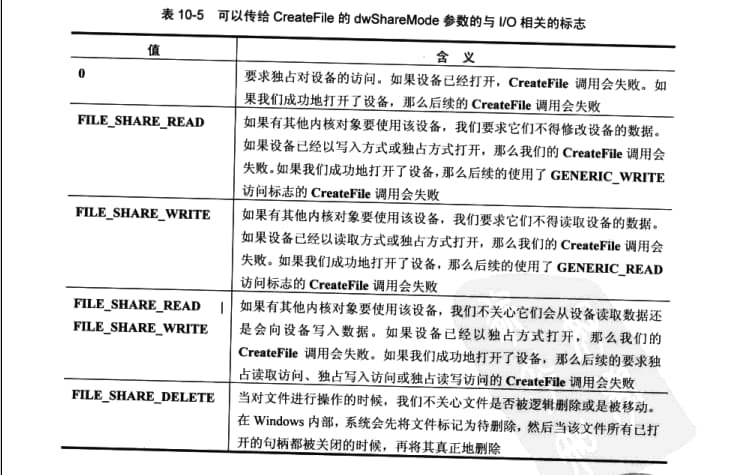 表 10-5 可以传给 CreateFile 的 dwShareMode 参数的与 I/O 相关的标志
值 含 义
0 要求独占对设备的访问。如果设备已经打开，CreateFile 调用会失败。如
果我们成功地打开了设备，那么后续的 CreateFile 调用会失败
FILE_SHARE_READ 如果有其他内核对象要使用该设备，我们要求它们不得修改设备的数据。
如果设备已经以写入方式或独占方式打开，那么我们的 CreateFile 调用会
失败。如果我们成功地打开了设备，那么后续的使用了 GENERIC_WRITE
访问标志的 CreateFile 调用会失败
FILE_SHARE_WRITE 如果有其他内核对象要使用该设备，我们要求它们不得读取设备的数据。
如果设备已经以读取方式或独占方式打开，那么我们的 CreateFile 调用会
失败。如果我们成功地打开了设备，那么后续的使用了 GENERIC_READ
访问标志的 CreateFile 调用会失败
FILE_SHARE_READ | 如果有其他内核对象要使用该设备，我们不关心它们会从设备读取数据还
FILE_SHARE_WRITE 是会向设备写入数据。如果设备已经以独占方式打开，那么我们的
CreateFile 调用会失败。如果我们成功地打开了设备，那么后续的要求独
占读取访问、独占写入访问或独占读写访问的 CreateFile 调用会失败
FILE_SHARE_DELETE 当对文件进行操作的时候，我们不关心文件是否被逻辑删除或是被移动。
在 Windows 内部，系统会先将文件标记为待删除，然后当该文件所有已打
开的句柄都被关闭的时候，再将其真正地删除